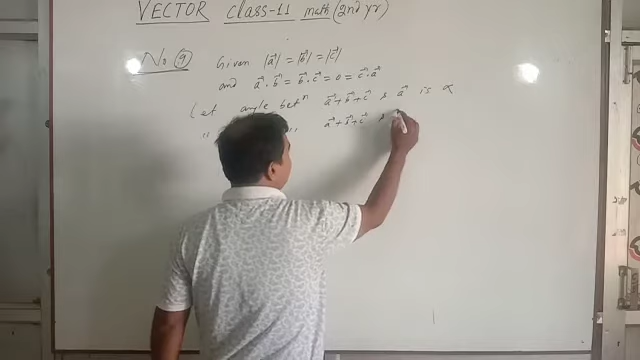 VECTOR Class-11 math (2nd yr)
No 9 Given |a⃗| = |b⃗| = |c⃗|
and a⃗ · b⃗ = b⃗ · c⃗ = 0 = c⃗ · a⃗
Let angle betⁿ a⃗ + b⃗ + c⃗ & a⃗ is α
" " a⃗ + b⃗ + c⃗ &